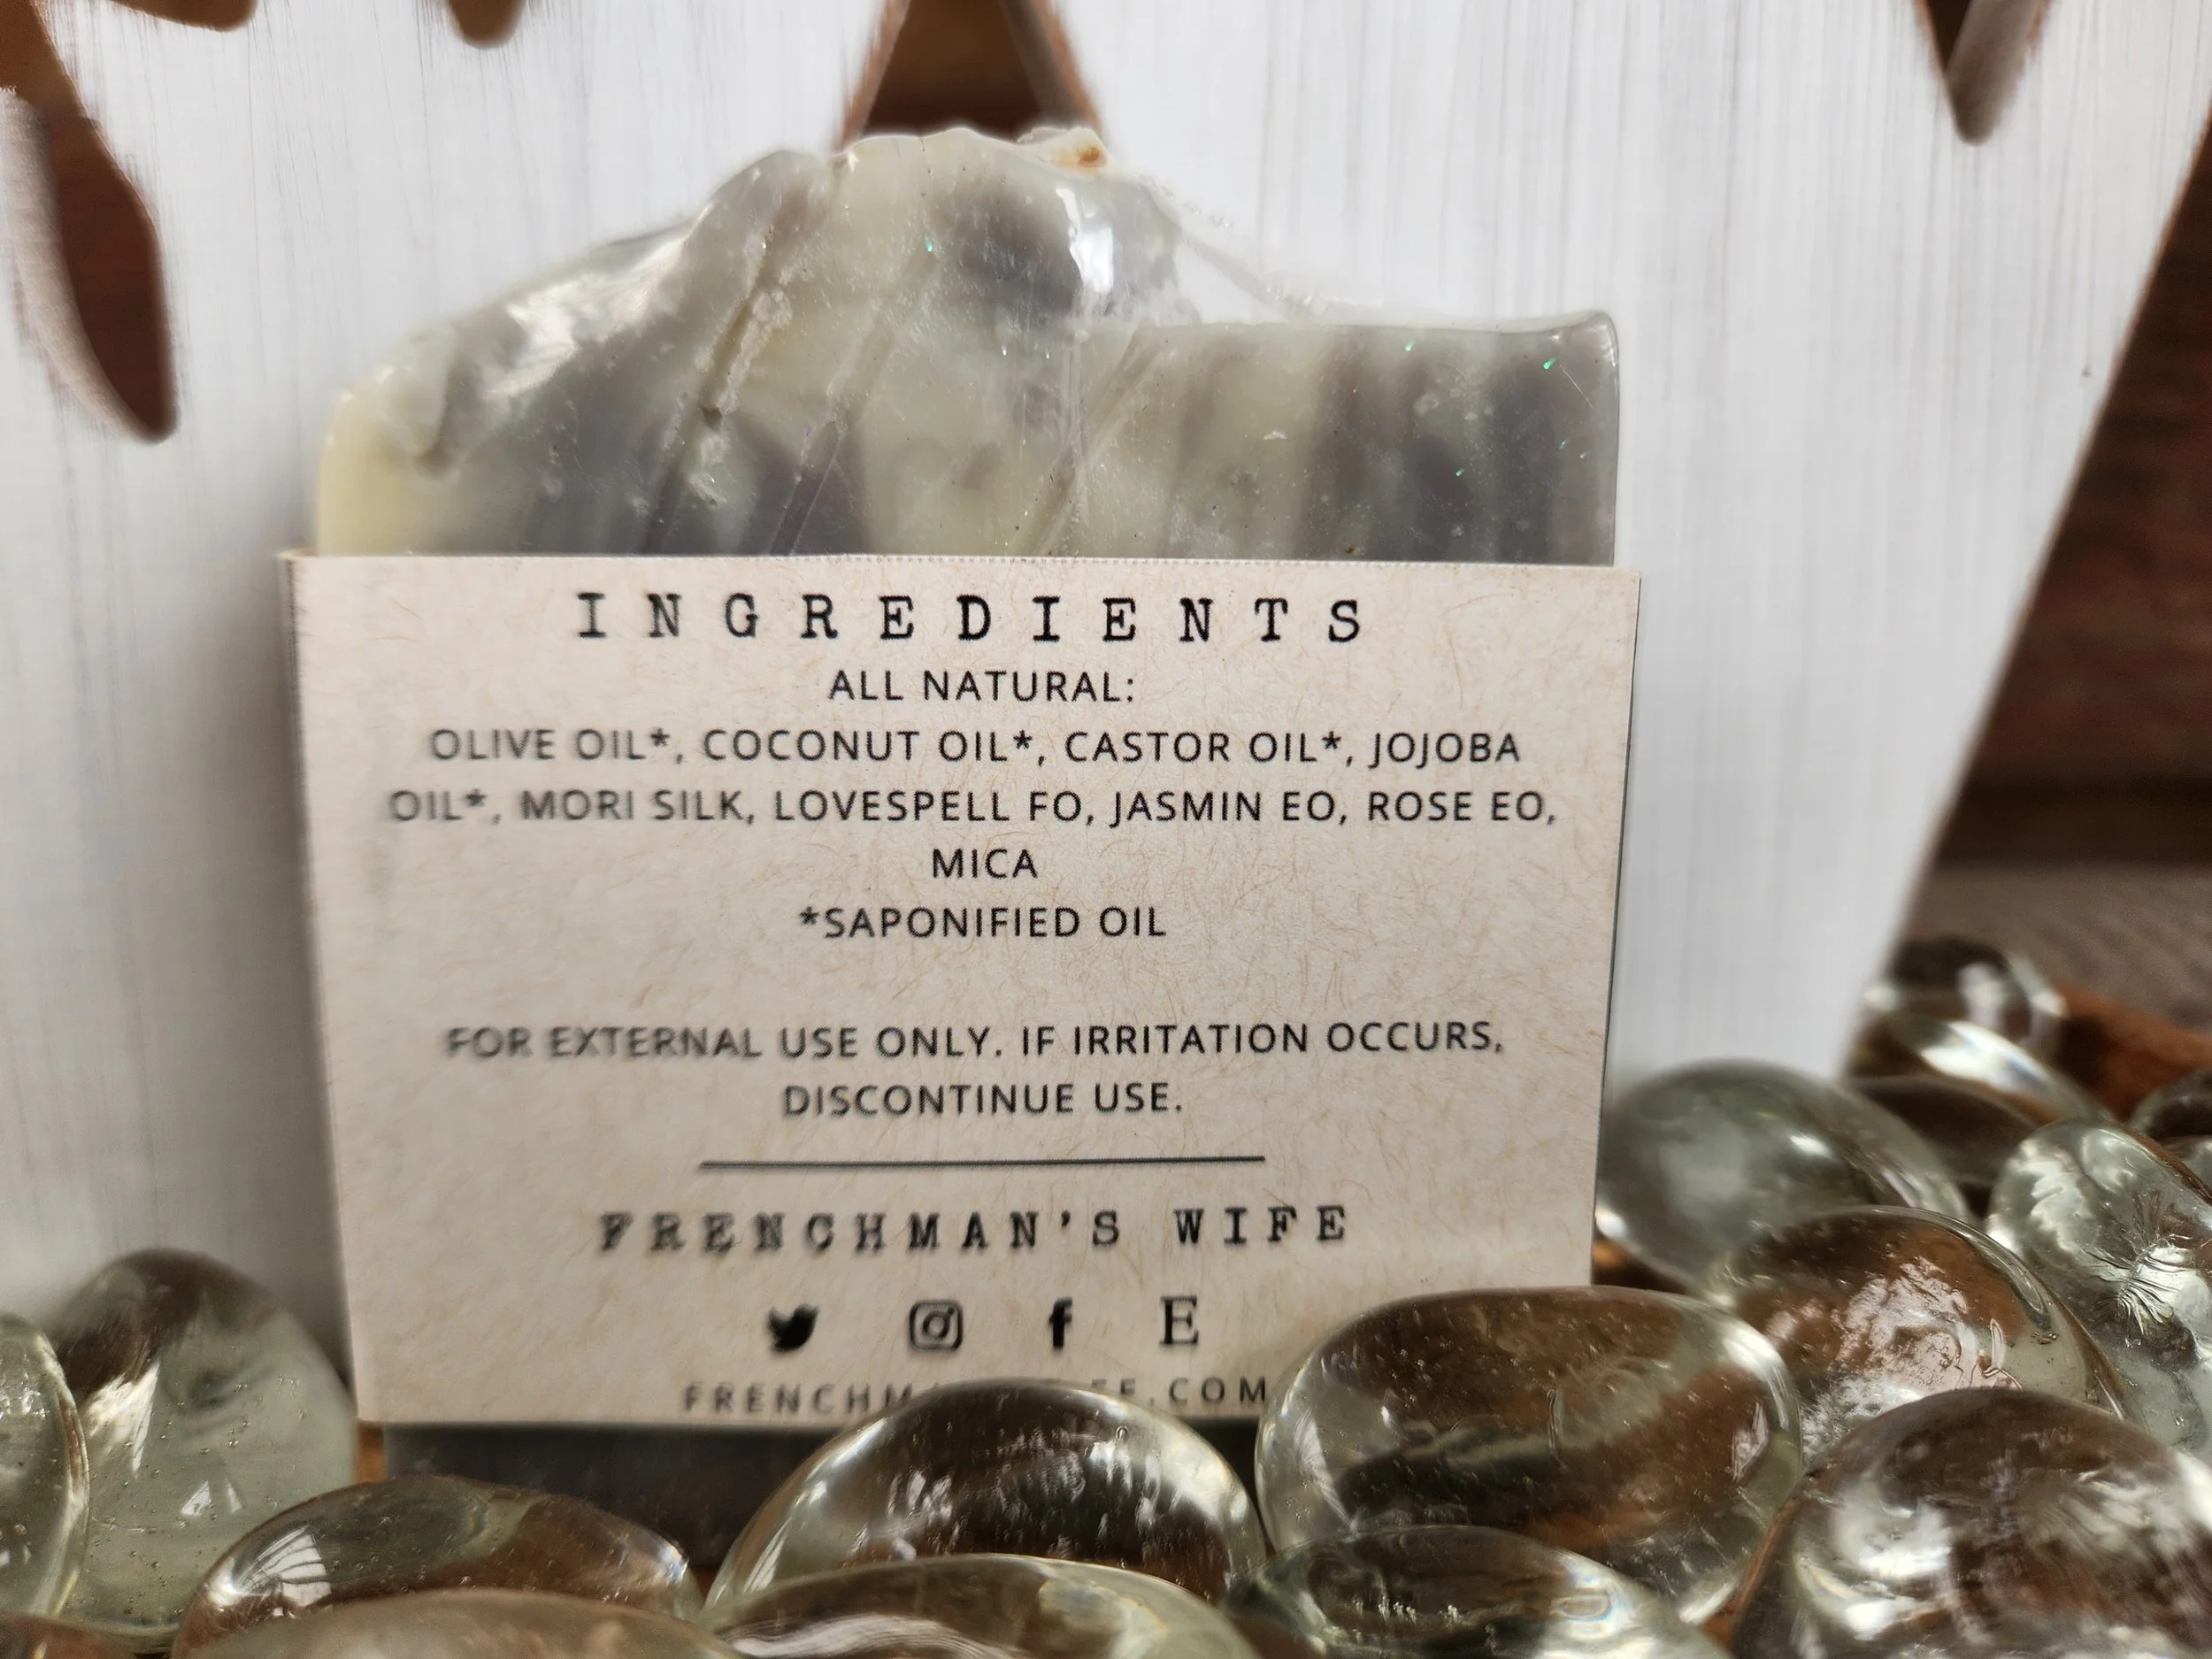 INGREDIENTS
ALL NATURAL:
OLIVE OIL*, COCONUT OIL*, CASTOR OIL*, JOJOBA
OIL*, MORI SILK, LOVESPELL FO, JASMIN EO, ROSE EO,
MICA
*SAPONIFIED OIL
FOR EXTERNAL USE ONLY. IF IRRITATION OCCURS,
DISCONTINUE USE.
FRENCHMAN'S WIFE
E